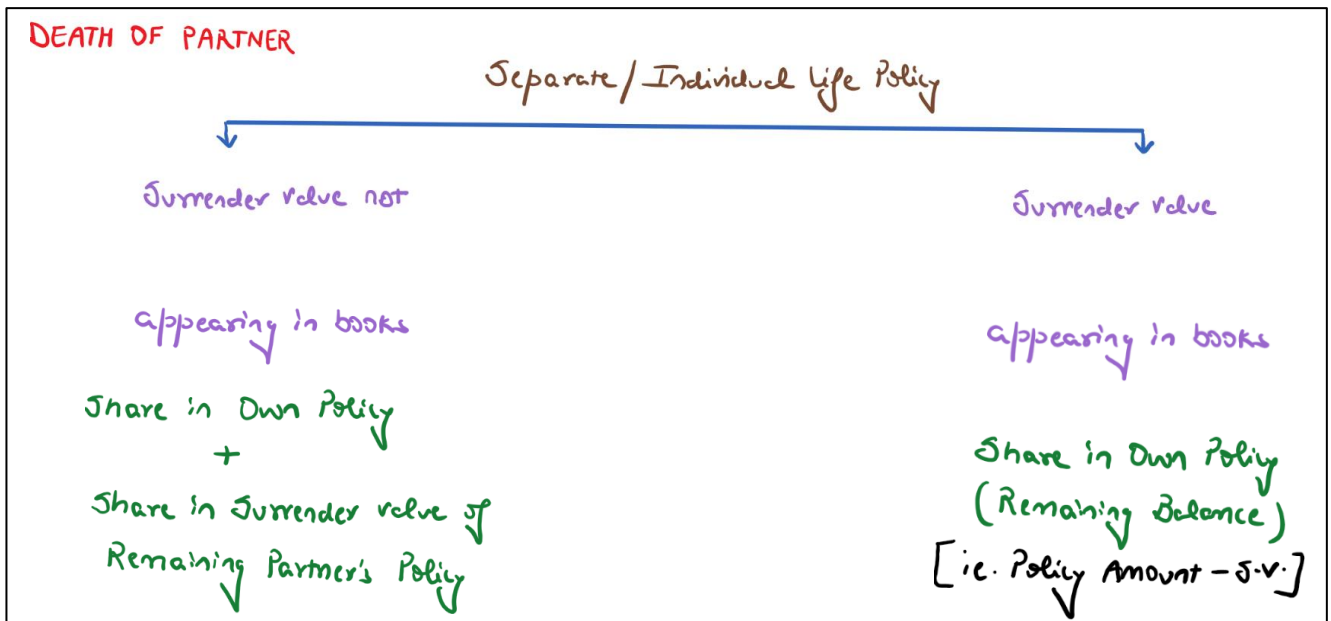 DEATH OF PARTNER
Separate/Individual Life Policy
Surrender value not
appearing in books
Share in Own Policy
+
Share in Surrender value of
Remaining Partner's Policy
Surrender value
appearing in books
Share in Own Policy
(Remaining Balance)
[ie. Policy Amount - S.V.]